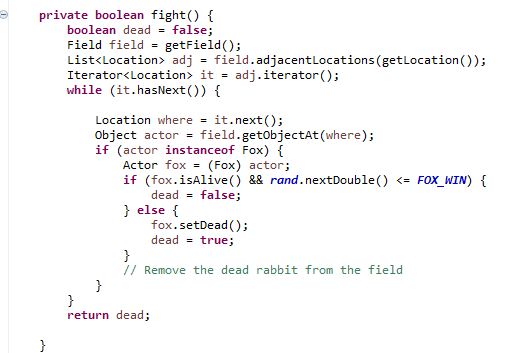 private boolean fight() {
    boolean dead = false;
    Field field = getField();
    List<Location> adj = field.adjacentLocations(getLocation());
    Iterator<Location> it = adj.iterator();
    while (it.hasNext()) {
        Location where = it.next();
        Object actor = field.getObjectAt(where);
        if (actor instanceof Fox) {
            Actor fox = (Fox) actor;
            if (fox.isAlive() && rand.nextDouble() <= FOX_WIN) {
                dead = false;
            } else {
                fox.setDead();
                dead = true;
            }
            // Remove the dead rabbit from the field
        }
    }
    return dead;
}